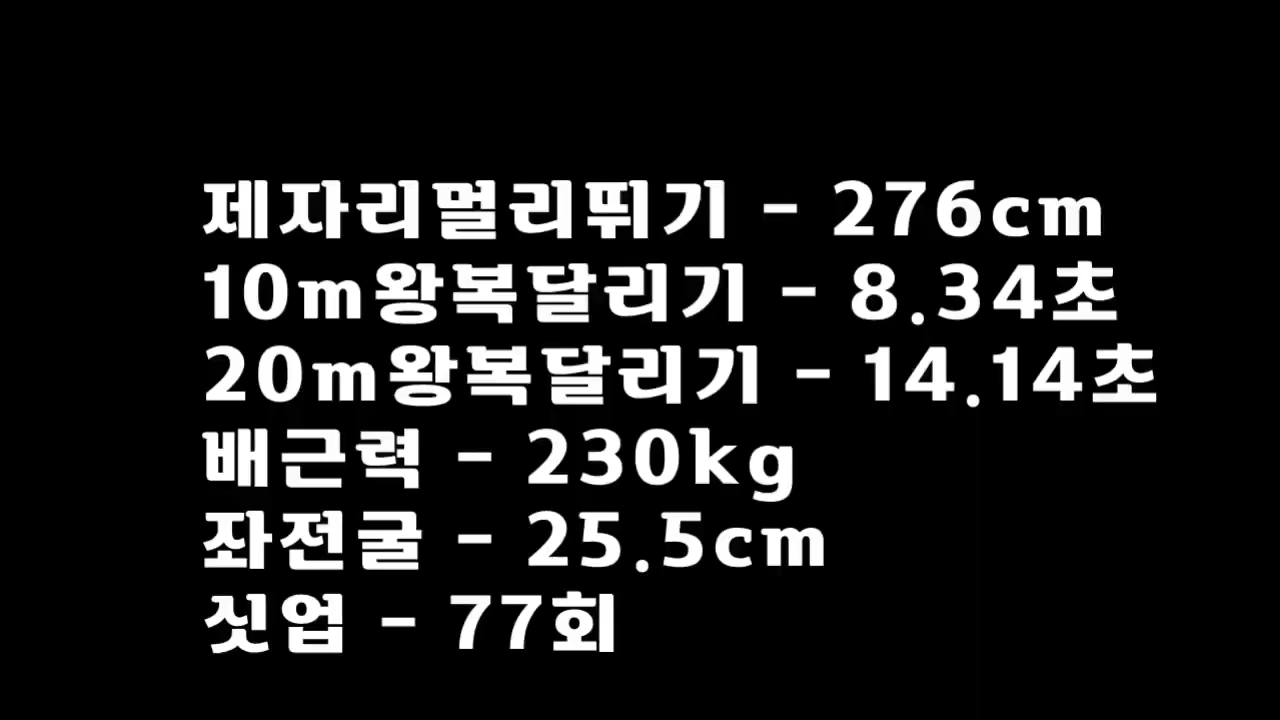 제자리멀리뛰기 - 276cm
10m왕복달리기 - 8.34초
20m왕복달리기 - 14.14초
배근력 - 230kg
좌전굴 - 25.5cm
싯업 - 77회